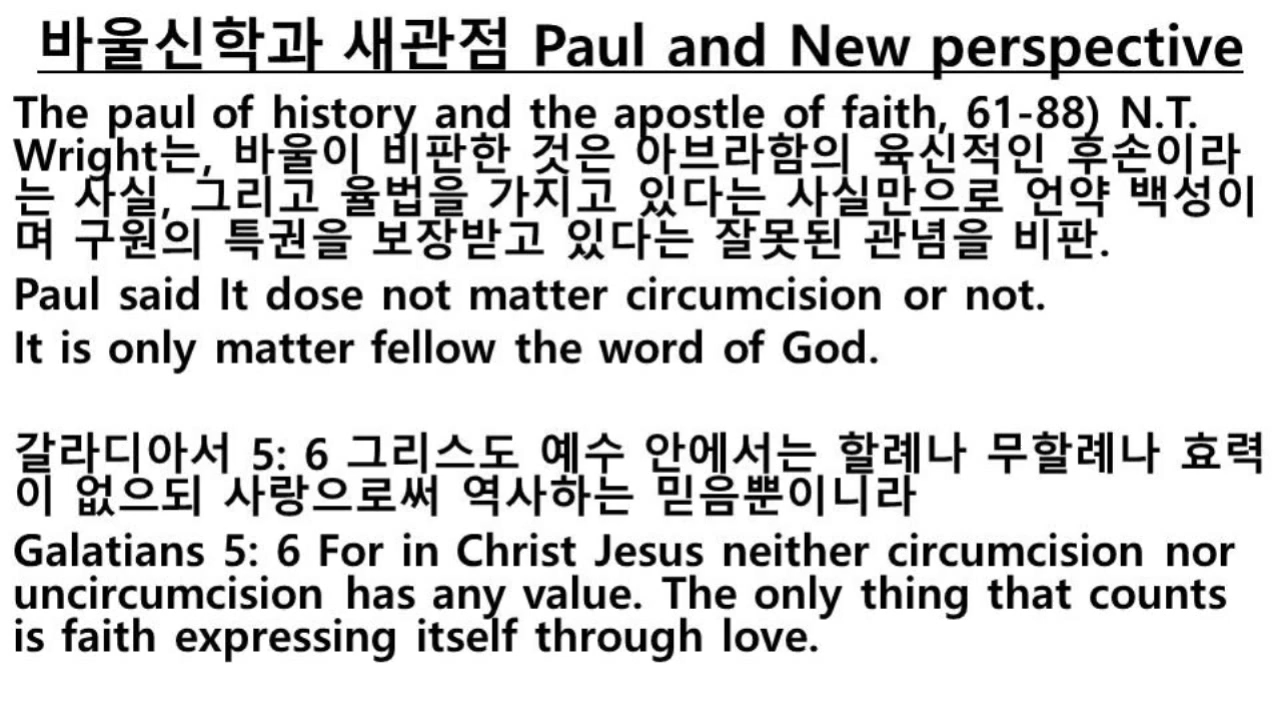 바울신학과 새관점 Paul and New perspective
The paul of history and the apostle of faith, 61-88) N.T.
Wright는, 바울이 비판한 것은 아브라함의 육신적인 후손이라
는 사실, 그리고 율법을 가지고 있다는 사실만으로 언약 백성이
며 구원의 특권을 보장받고 있다는 잘못된 관념을 비판.
Paul said It dose not matter circumcision or not.
It is only matter fellow the word of God.
갈라디아서 5: 6 그리스도 예수 안에서는 할례나 무할례나 효력
이 없으되 사랑으로써 역사하는 믿음뿐이니라
Galatians 5: 6 For in Christ Jesus neither circumcision nor
uncircumcision has any value. The only thing that counts
is faith expressing itself through love.